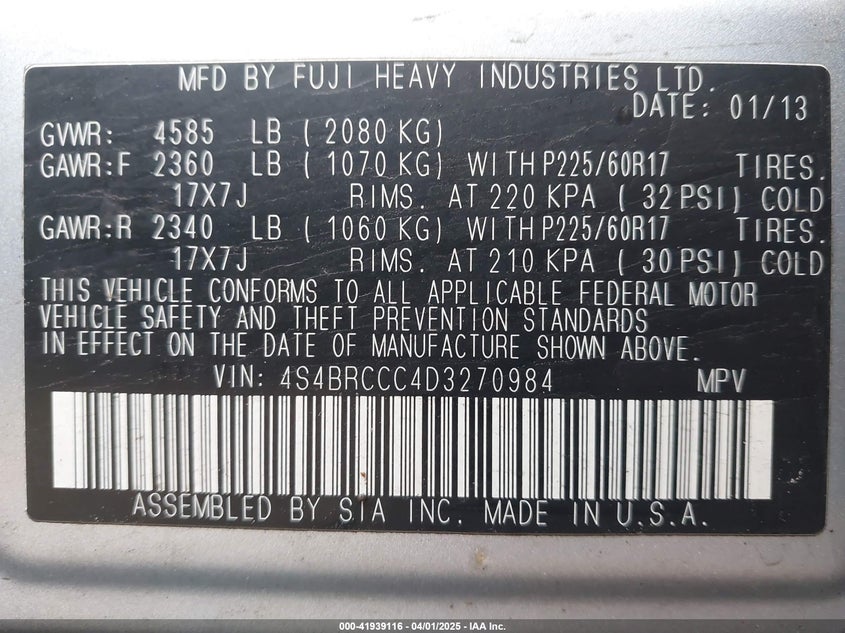 MFD BY FUJI HEAVY INDUSTRIES LTD.
DATE: 01/13
GVWR: 4585 LB ( 2080 KG)
GAWR:F 2360 LB ( 1070 KG) WITH P225/60R17 TIRES.
17X7J RIMS. AT 220 KPA ( 32 PSI) COLD
GAWR:R 2340 LB ( 1060 KG) WITH P225/60R17 TIRES.
17X7J RIMS. AT 210 KPA ( 30 PSI) COLD
THIS VEHICLE CONFORMS TO ALL APPLICABLE FEDERAL MOTOR
VEHICLE SAFETY AND THEFT PREVENTION STANDARDS
IN EFFECT ON THE DATE OF MANUFACTURE SHOWN ABOVE.
VIN: 4S4BRCCC4D3270984 MPV
ASSEMBLED BY SIA INC. MADE IN U.S.A.
000-41939116 - 04/01/2025 - IAA Inc.